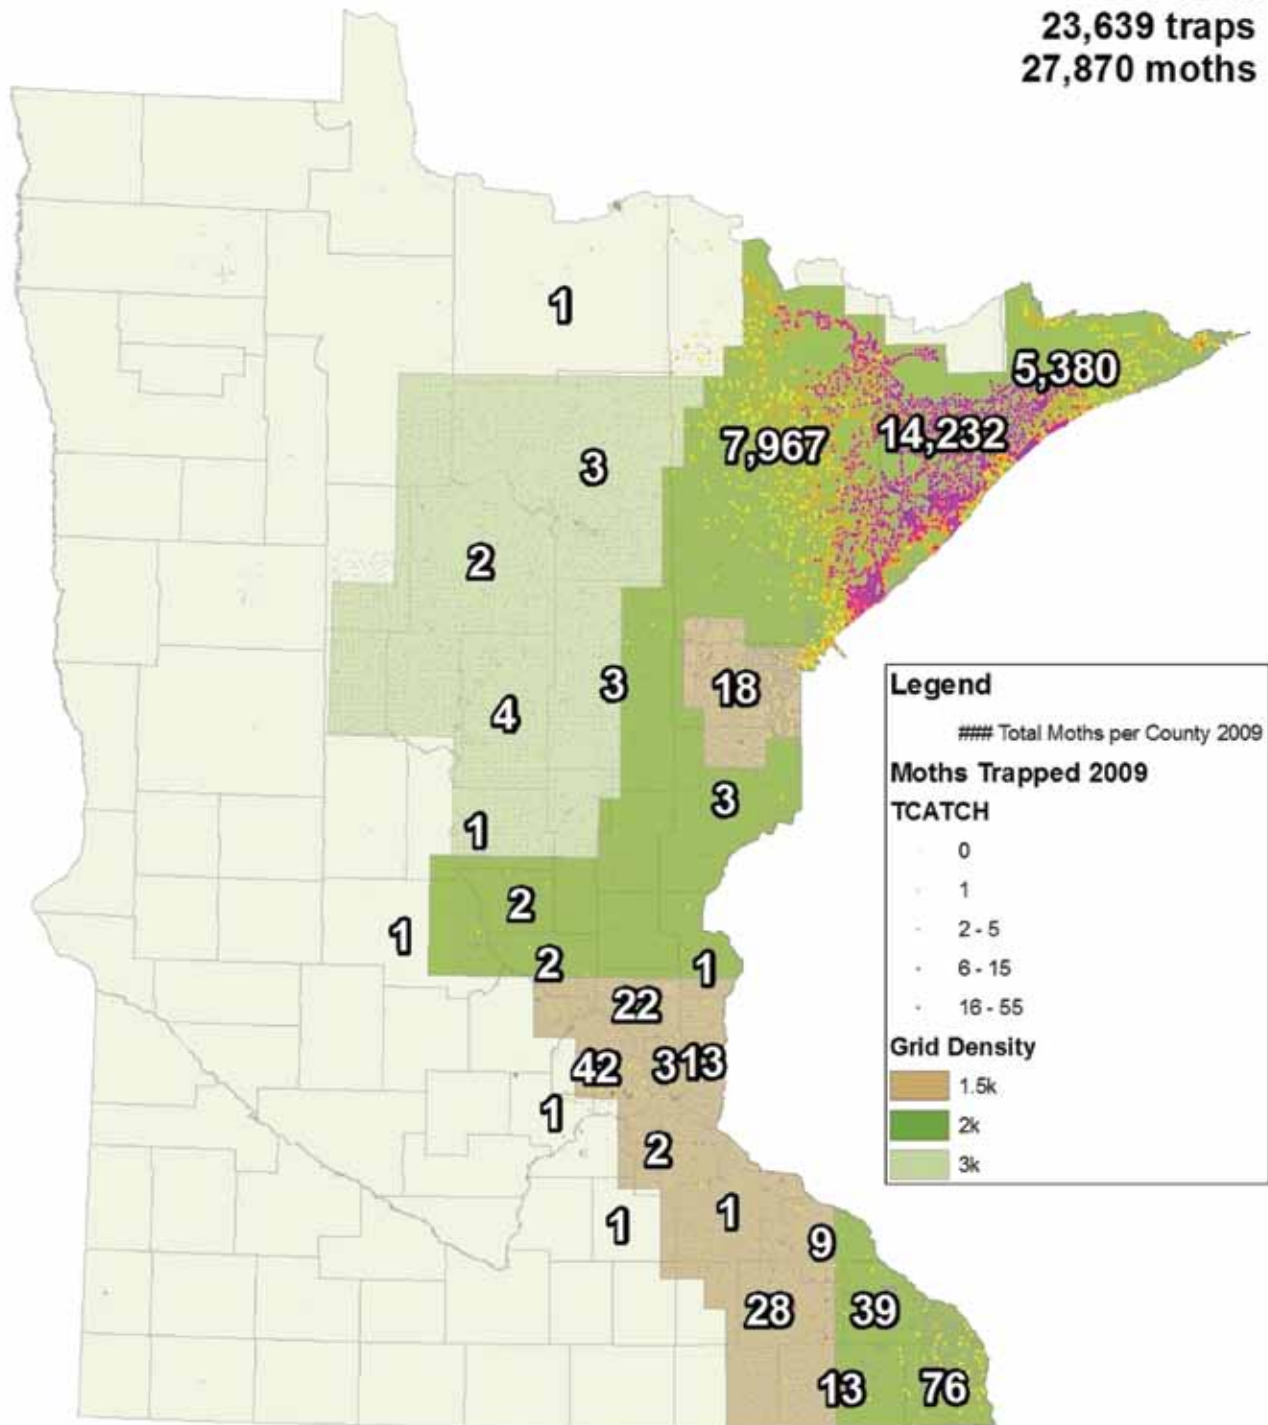 23,639 traps
27,870 moths
1
5,380
7,967
14,232
3
2
3
18
4
3
1
2
1
2
1
22
42
3
13
1
2
1
1
9
28
39
13
76
Legend
### Total Moths per County 2009
Moths Trapped 2009
TCATCH
0
1
2 - 5
6 - 15
16 - 55
Grid Density
1.5k
2k
3k